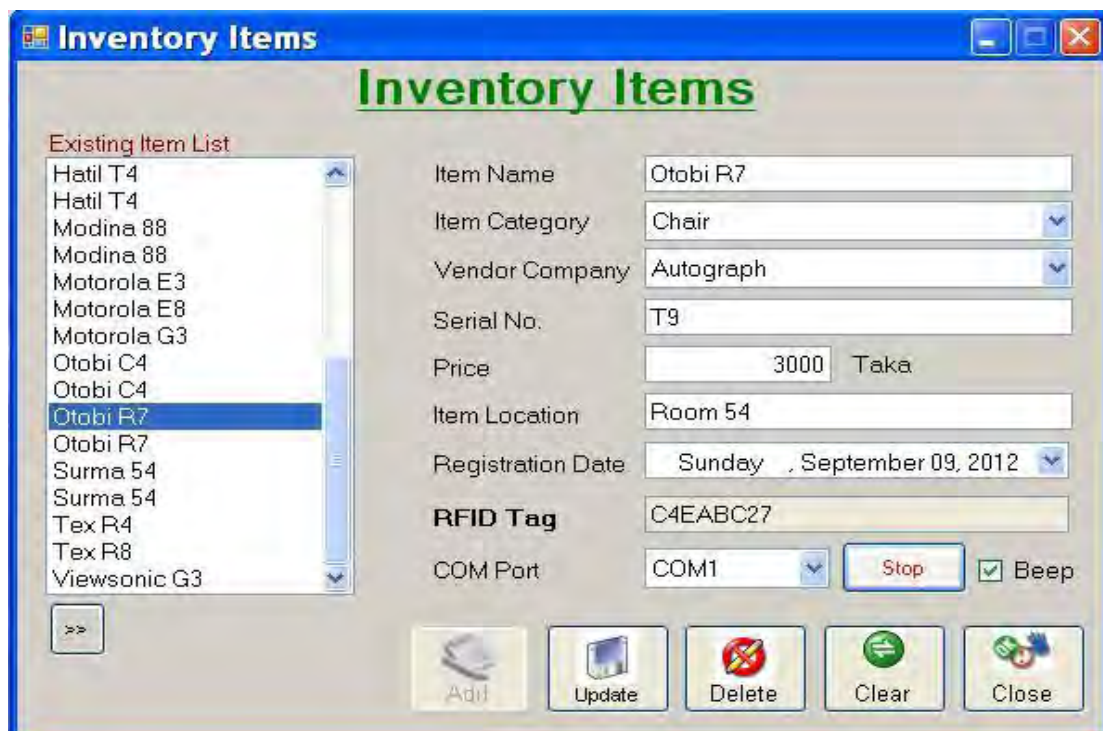 Inventory Items
Inventory Items
Existing Item List
Hatil T4
Hatil T4
Modina 88
Modina 88
Motorola E3
Motorola E8
Motorola G3
Otobi C4
Otobi C4
Otobi R7
Otobi R7
Surma 54
Surma 54
Tex R4
Tex R8
Viewsonic G3
>>
Item Name Otobi R7
Item Category Chair
Vendor Company Autograph
Serial No. T9
Price 3000 Taka
Item Location Room 54
Registration Date Sunday , September 09, 2012
RFID Tag C4EABC27
COM Port COM1 Stop Beep
Add Update Delete Clear Close